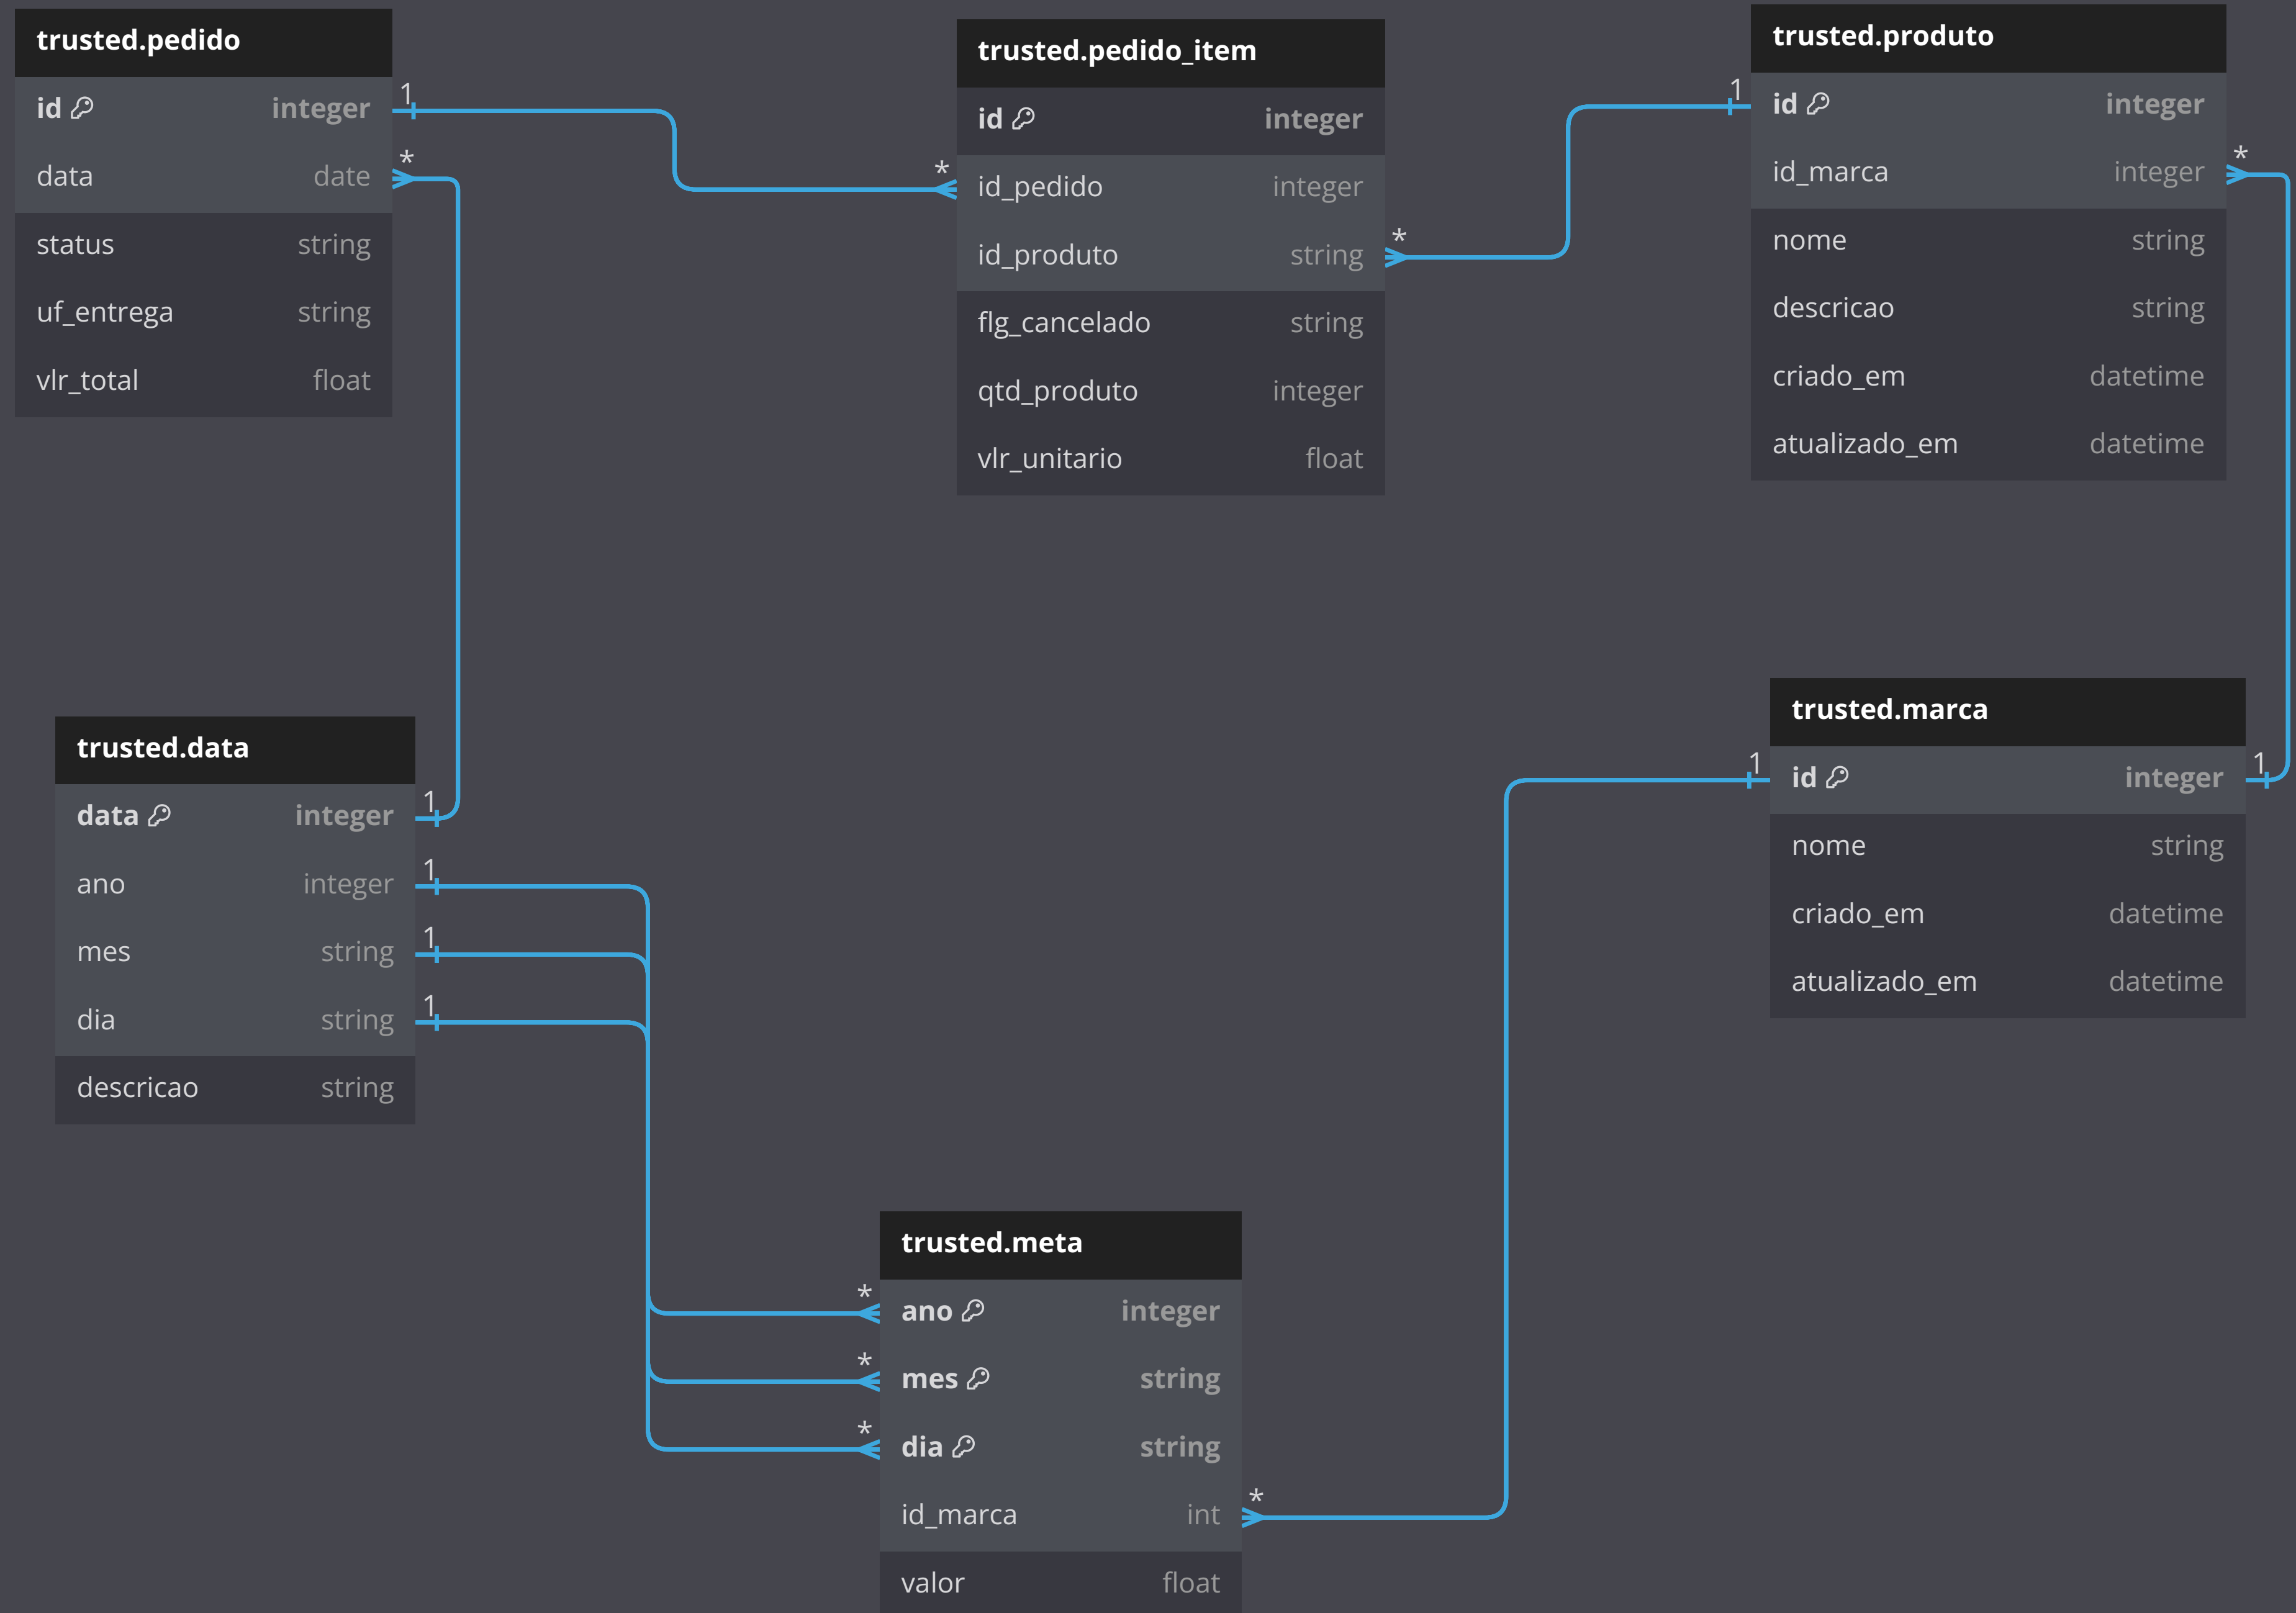 trusted.pedido
id integer
data date
status string
uf_entrega string
vlr_total float
1
*
trusted.pedido_item
id integer
id_pedido integer
id_produto string
flg_cancelado string
qtd_produto integer
vlr_unitario float
*
*
trusted.produto
id integer
id_marca integer
nome string
descricao string
criado_em datetime
atualizado_em datetime
1
*
trusted.data
data integer
ano integer
mes string
dia string
descricao string
1
1
1
1
trusted.marca
id integer
nome string
criado_em datetime
atualizado_em datetime
1
1
trusted.meta
ano integer
mes string
dia string
id_marca int
valor float
*
*
*
*